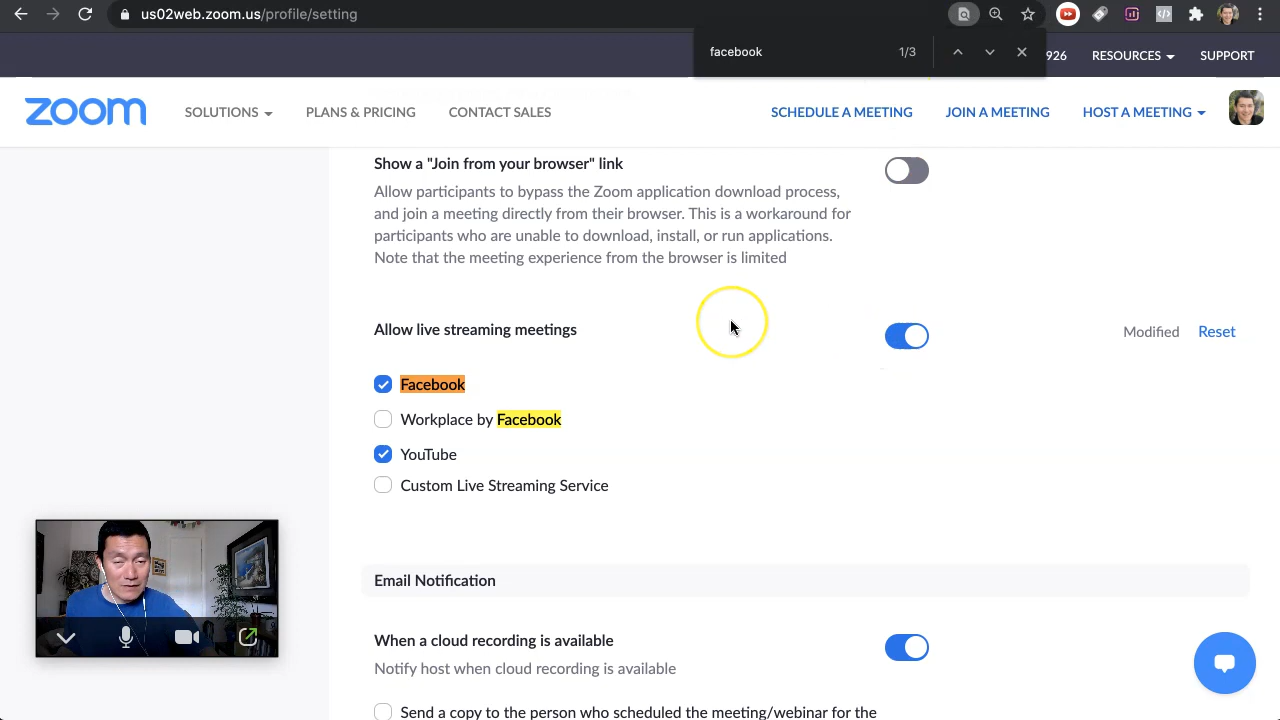 us02web.zoom.us/profile/setting
facebook 1/3
926 RESOURCES SUPPORT
zoom SOLUTIONS PLANS & PRICING CONTACT SALES SCHEDULE A MEETING JOIN A MEETING HOST A MEETING
Show a "Join from your browser" link
Allow participants to bypass the Zoom application download process,
and join a meeting directly from their browser. This is a workaround for
participants who are unable to download, install, or run applications.
Note that the meeting experience from the browser is limited
Allow live streaming meetings Modified Reset
Facebook
Workplace by Facebook
YouTube
Custom Live Streaming Service
Email Notification
When a cloud recording is available
Notify host when cloud recording is available
Send a copy to the person who scheduled the meeting/webinar for the